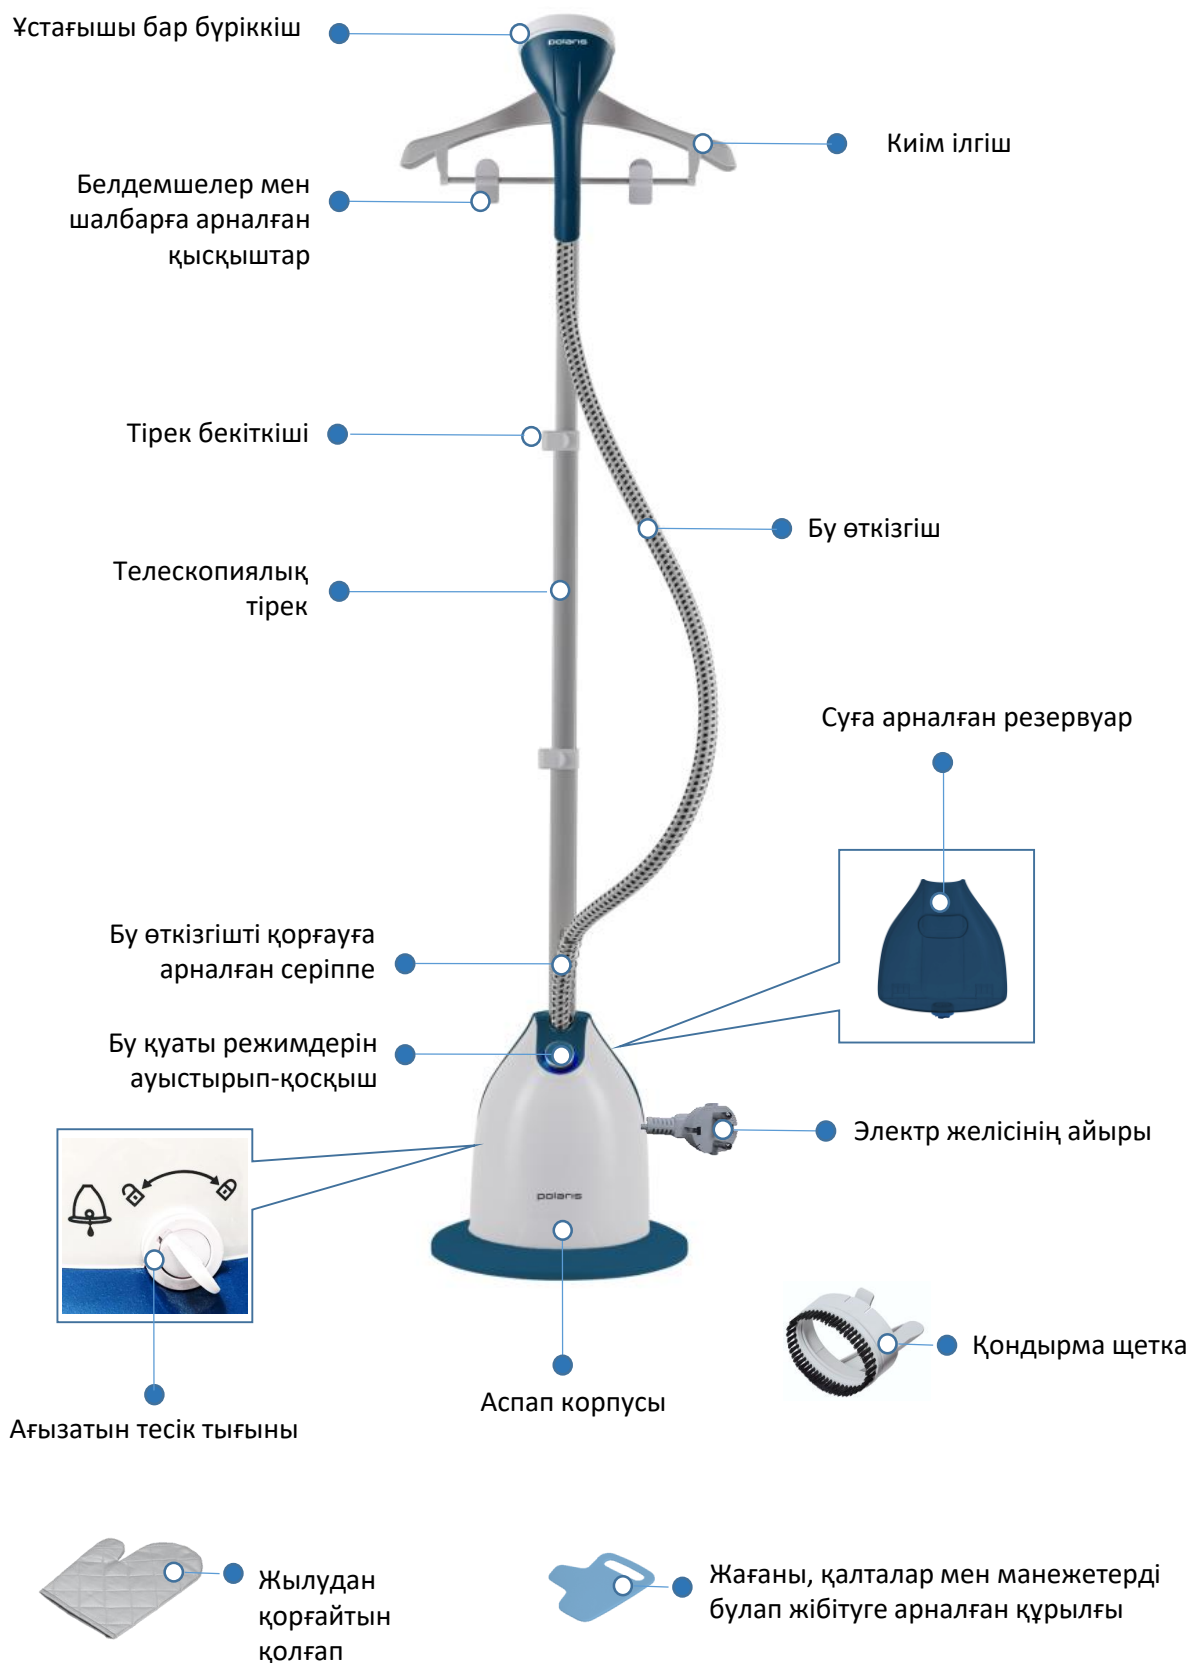 Ұстағышы бар бүріккіш
polaris
Киім ілгіш
Белдемшелер мен
шалбарға арналған
қысқыштар
Тірек бекіткіші
Бу өткізгіш
Телескопиялық
тірек
Суға арналған резервуар
Бу өткізгішті қорғауға
арналған серіппе
Бу қуаты режимдерін
ауыстырып-қосқыш
Электр желісінің айыры
polaris
Қондырма щетка
Аспап корпусы
Ағызатын тесік тығыны
Жылудан
қорғайтын
қолғап
Жағаны, қалталар мен манежетерді
булап жібітуге арналған құрылғы